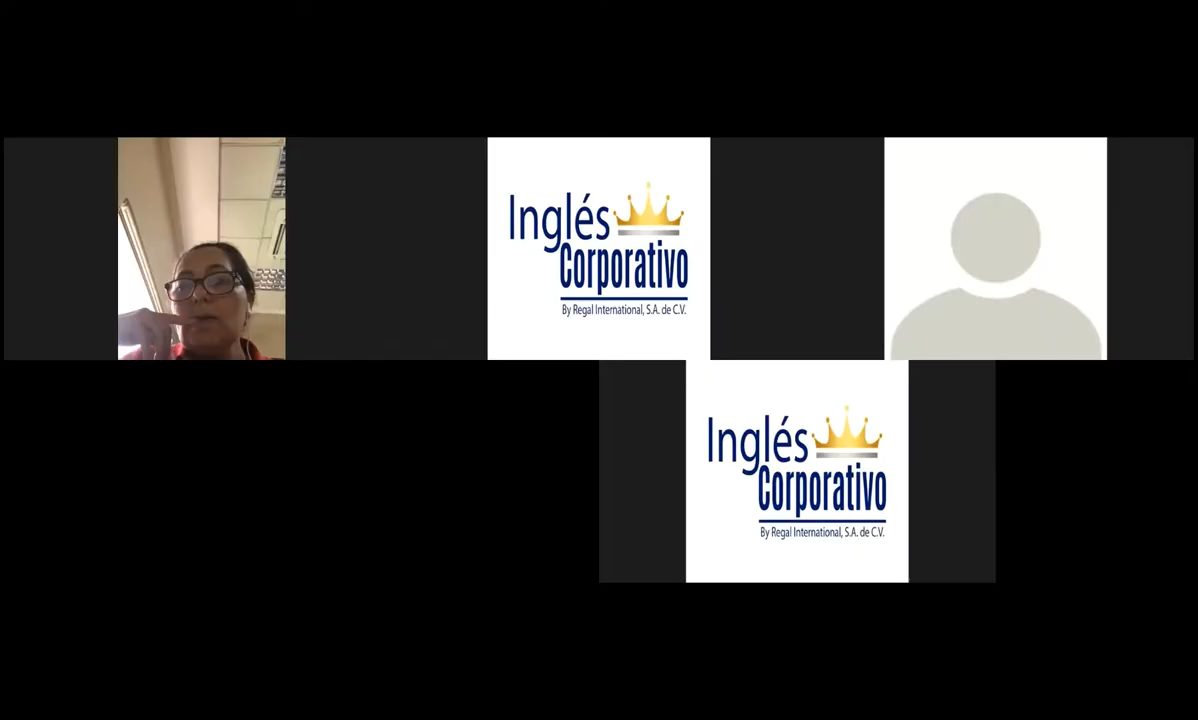 Inglés
Corporativo
By Regal International, S.A. de C.V.
Inglés
Corporativo
By Regal International, S.A. de C.V.